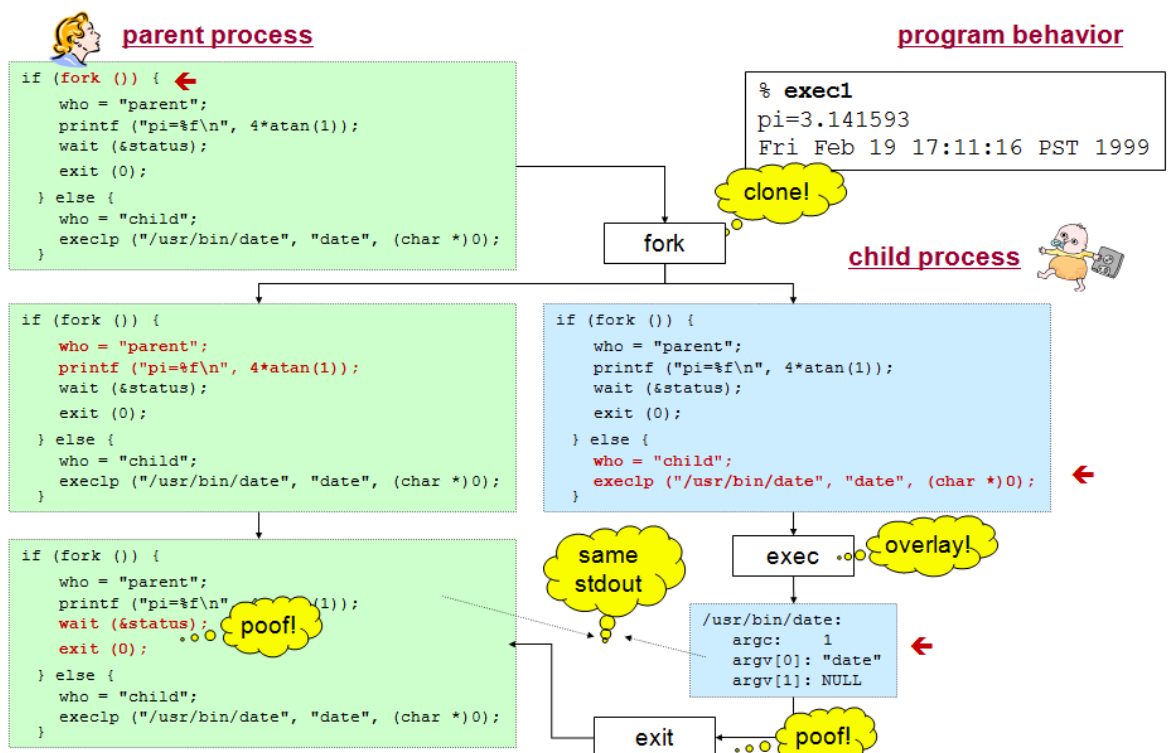 parent process
program behavior
if (fork ()) {
who = "parent";
printf ("pi=%f\n", 4*atan(1));
wait (&status);
exit (0);
} else {
who = "child";
execlp ("/usr/bin/date", "date", (char *)0);
}
% exec1
pi=3.141593
Fri Feb 19 17:11:16 PST 1999
clone!
fork
child process
if (fork ()) {
who = "parent";
printf ("pi=%f\n", 4*atan(1));
wait (&status);
exit (0);
} else {
who = "child";
execlp ("/usr/bin/date", "date", (char *)0);
}
if (fork ()) {
who = "parent";
printf ("pi=%f\n", 4*atan(1));
wait (&status);
exit (0);
} else {
who = "child";
execlp ("/usr/bin/date", "date", (char *)0);
}
if (fork ()) {
who = "parent";
printf ("pi=%f\n", (1));
wait (&status);
exit (0);
} else {
who = "child";
execlp ("/usr/bin/date", "date", (char *)0);
}
poof!
same
stdout
exec
overlay!
/usr/bin/date:
argc: 1
argv[0]: "date"
argv[1]: NULL
exit
poof!